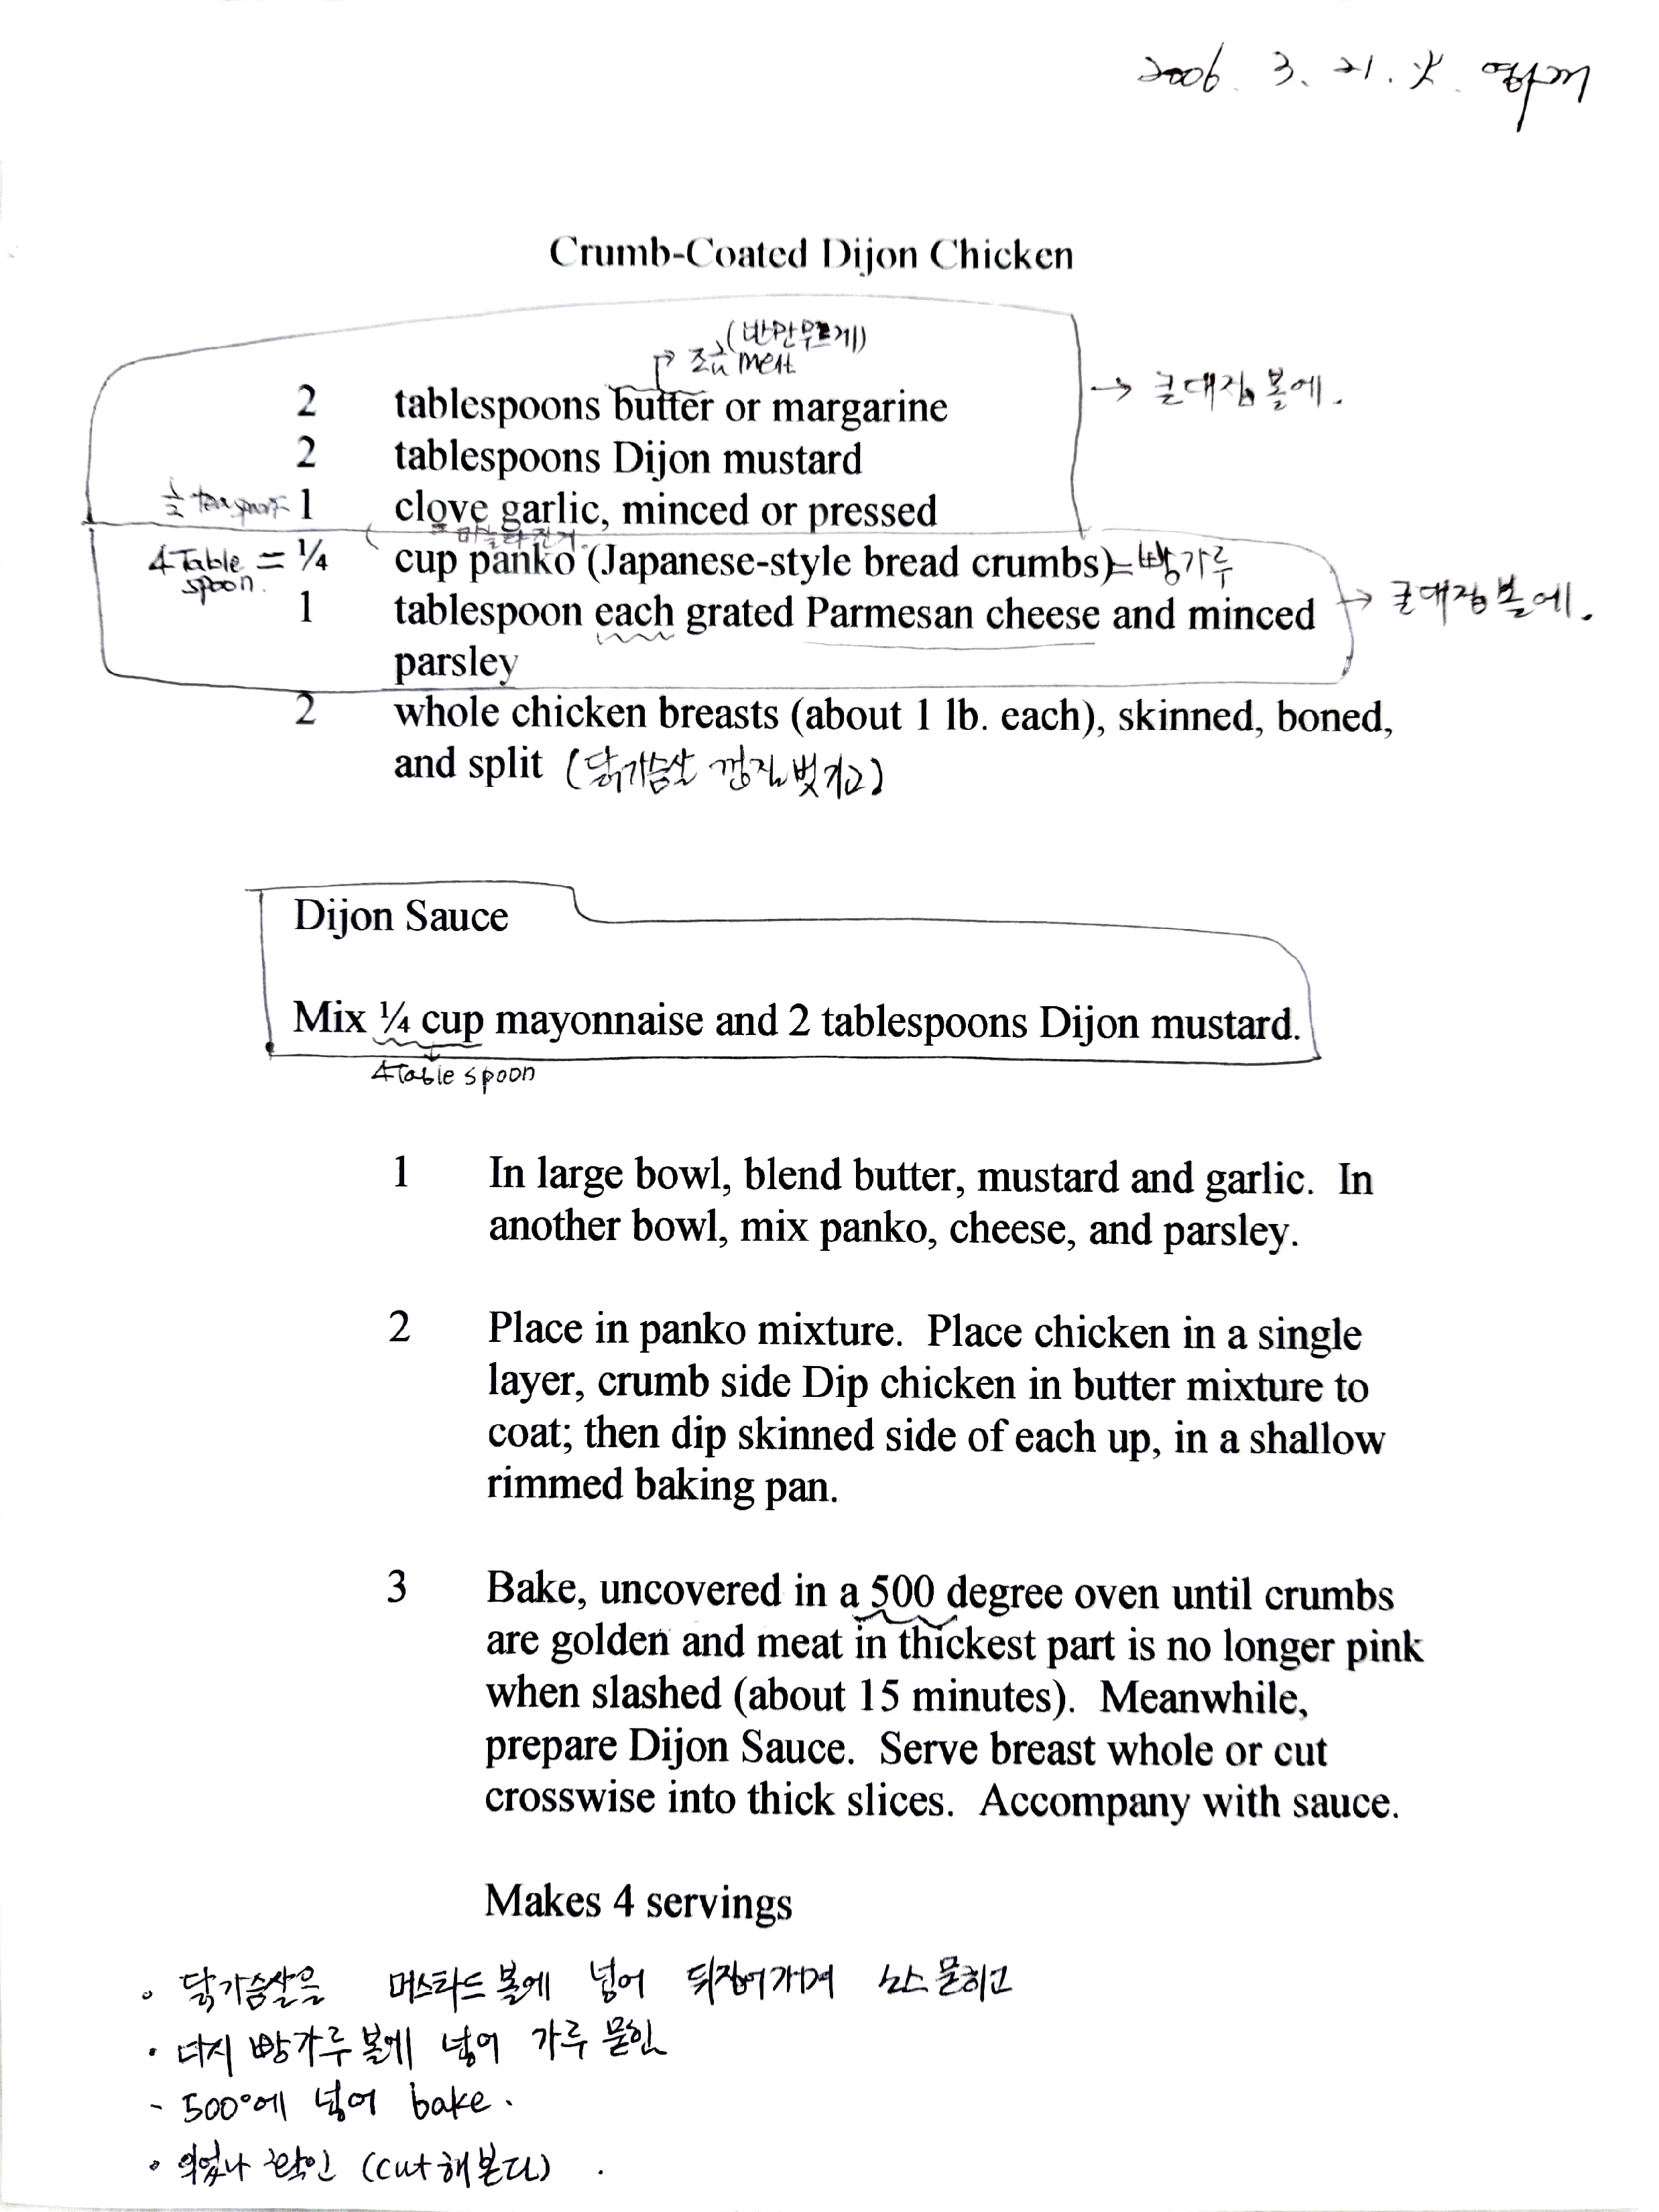 2006. 3. 21. 火.
Crumb-Coated Dijon Chicken
(반만무르게)
조금 melt
2 tablespoons butter or margarine
→ 큰대접 볼에.
2 tablespoons Dijon mustard
½ teaspoon 1 clove garlic, minced or pressed
마늘다진거.
4 Table spoon. = ¼ cup panko (Japanese-style bread crumbs) = 빵가루
1 tablespoon each grated Parmesan cheese and minced
→ 큰대접 볼에.
parsley
2 whole chicken breasts (about 1 lb. each), skinned, boned,
and split (닭가슴살 껍질벗기고)
Dijon Sauce
Mix ¼ cup mayonnaise and 2 tablespoons Dijon mustard.
4 table spoon
1 In large bowl, blend butter, mustard and garlic. In
another bowl, mix panko, cheese, and parsley.
2 Place in panko mixture. Place chicken in a single
layer, crumb side Dip chicken in butter mixture to
coat; then dip skinned side of each up, in a shallow
rimmed baking pan.
3 Bake, uncovered in a 500 degree oven until crumbs
are golden and meat in thickest part is no longer pink
when slashed (about 15 minutes). Meanwhile,
prepare Dijon Sauce. Serve breast whole or cut
crosswise into thick slices. Accompany with sauce.
Makes 4 servings
• 닭가슴살을 머스타드 볼에 넣어 뒤집어가며 소스 묻히고
• 다시 빵가루 볼에 넣어 가루 묻힌
- 500°에 넣어 bake.
• 익었나 확인 (cut해본다).